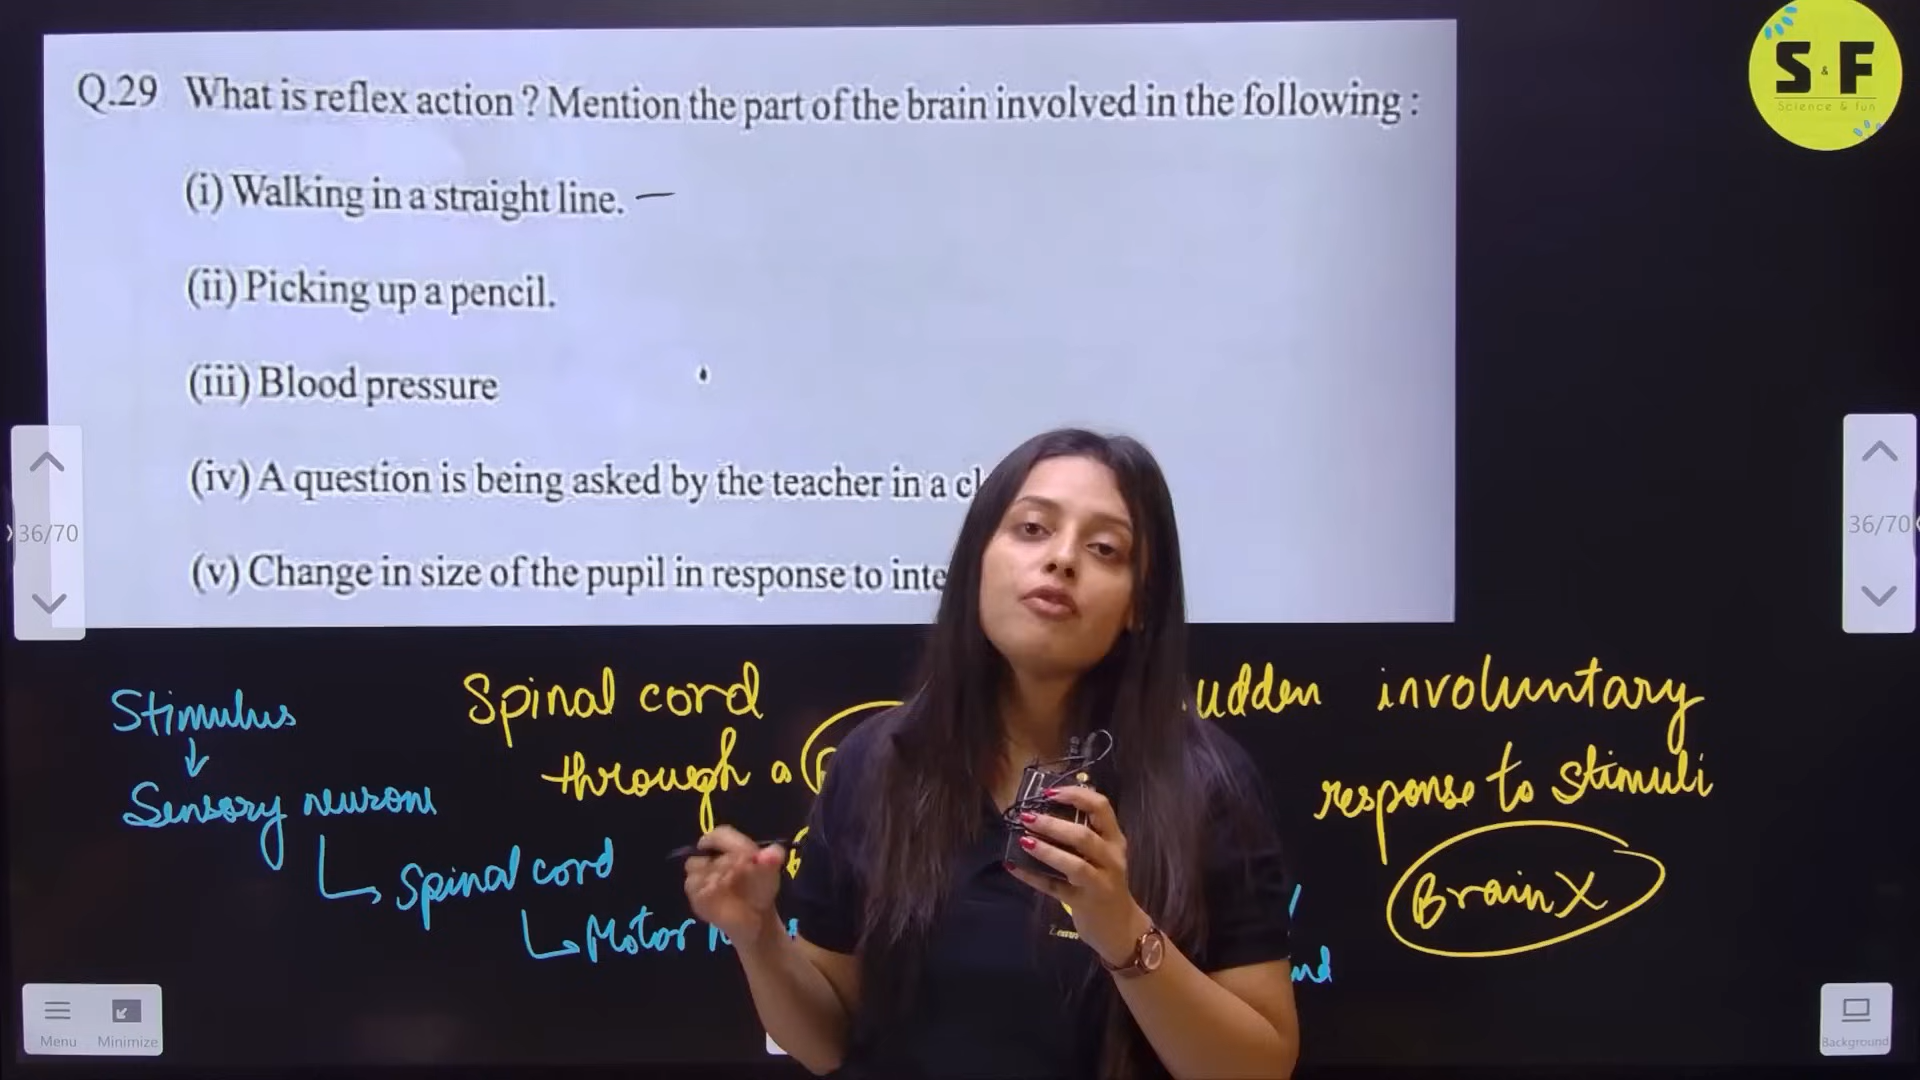 S & F
Science & fun
Q.29 What is reflex action ? Mention the part of the brain involved in the following :
(i) Walking in a straight line. —
(ii) Picking up a pencil.
(iii) Blood pressure
(iv) A question is being asked by the teacher in a
(v) Change in size of the pupil in response to
36/70
36/70
Stimulus
↓
Sensory neurons
Spinal cord
Motor
Spinal cord
through a
udden involuntary
response to stimuli
Brain X
Menu
Minimize
Background